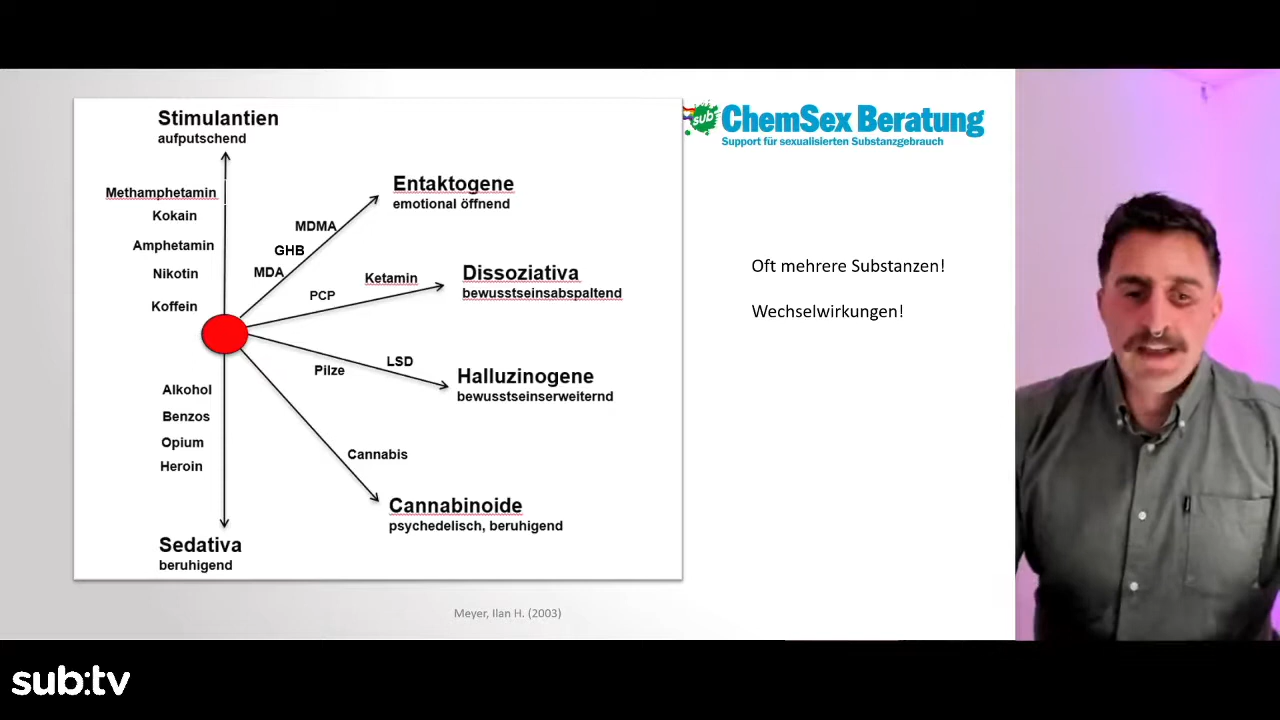 Stimulantien
aufputschend
Methamphetamin
Kokain
Amphetamin
Nikotin
Koffein
Entaktogene
emotional öffnend
MDMA
GHB
MDA
Dissoziativa
bewusstseinsabspaltend
Ketamin
PCP
Halluzinogene
bewusstseinserweiternd
LSD
Pilze
Cannabis
Cannabinoide
psychedelisch, beruhigend
Alkohol
Benzos
Opium
Heroin
Sedativa
beruhigend
sub
ChemSex Beratung
Support für sexualisierten Substanzgebrauch
Oft mehrere Substanzen!
Wechselwirkungen!
Meyer, Ilan H. (2003)
sub:tv